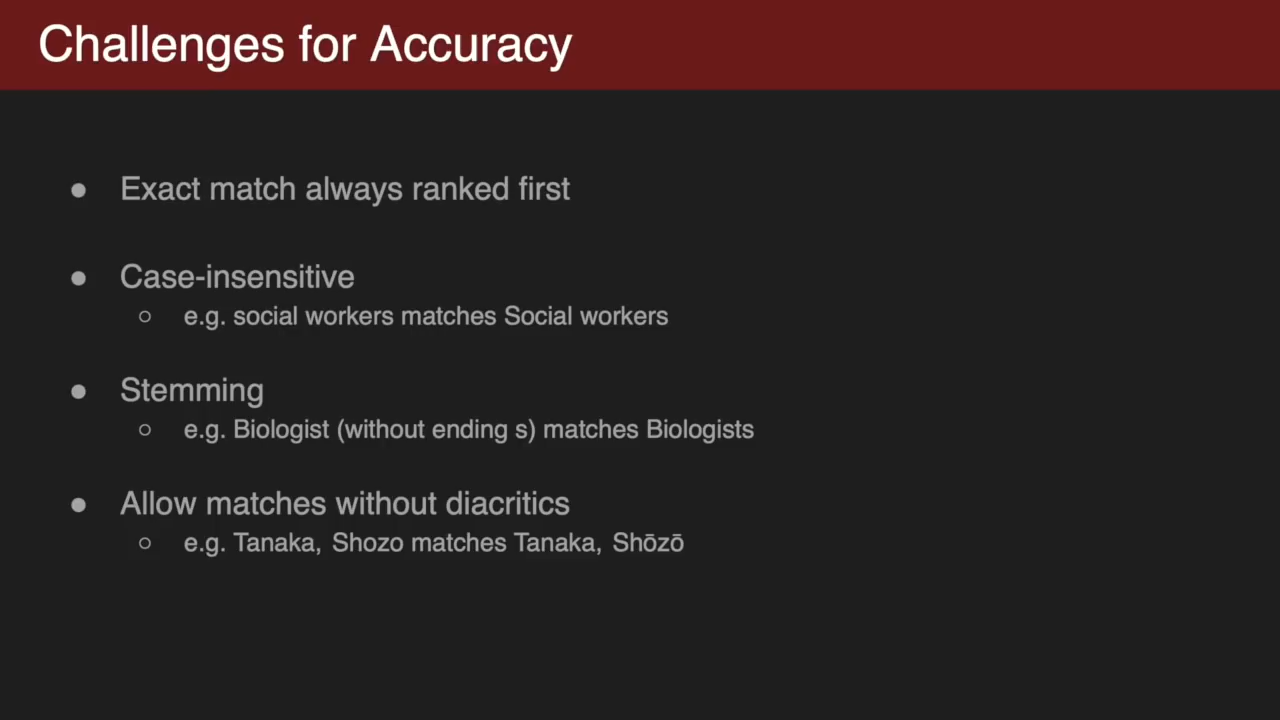 Challenges for Accuracy
● Exact match always ranked first
● Case-insensitive
○ e.g. social workers matches Social workers
● Stemming
○ e.g. Biologist (without ending s) matches Biologists
● Allow matches without diacritics
○ e.g. Tanaka, Shozo matches Tanaka, Shōzō